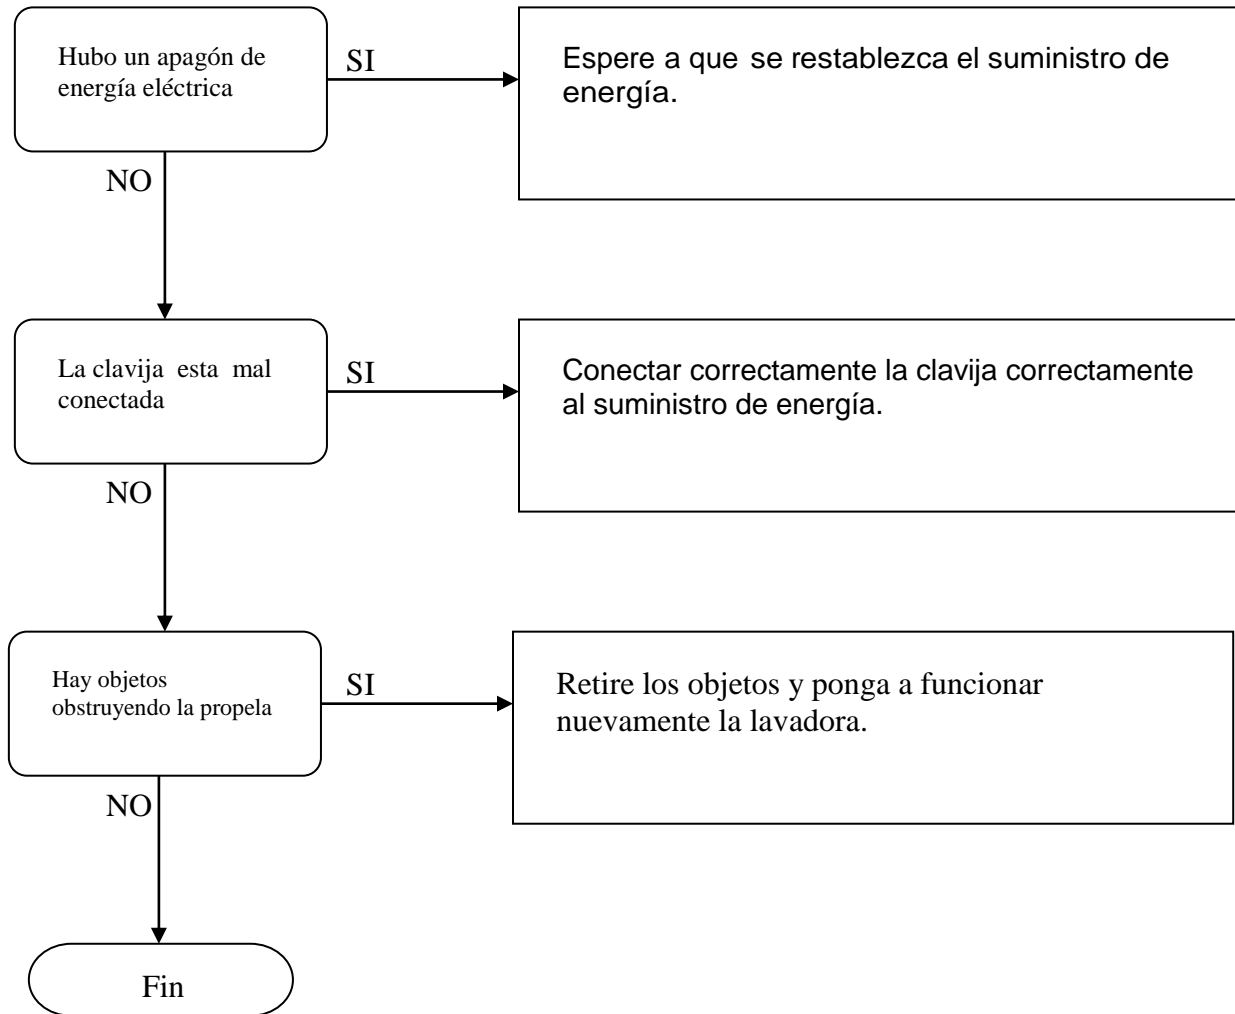 Hubo un apagón de
energía eléctrica
SI
Espere a que se restablezca el suministro de
energía.
NO
La clavija esta mal
conectada
SI
Conectar correctamente la clavija correctamente
al suministro de energía.
NO
Hay objetos
obstruyendo la propela
SI
Retire los objetos y ponga a funcionar
nuevamente la lavadora.
NO
Fin